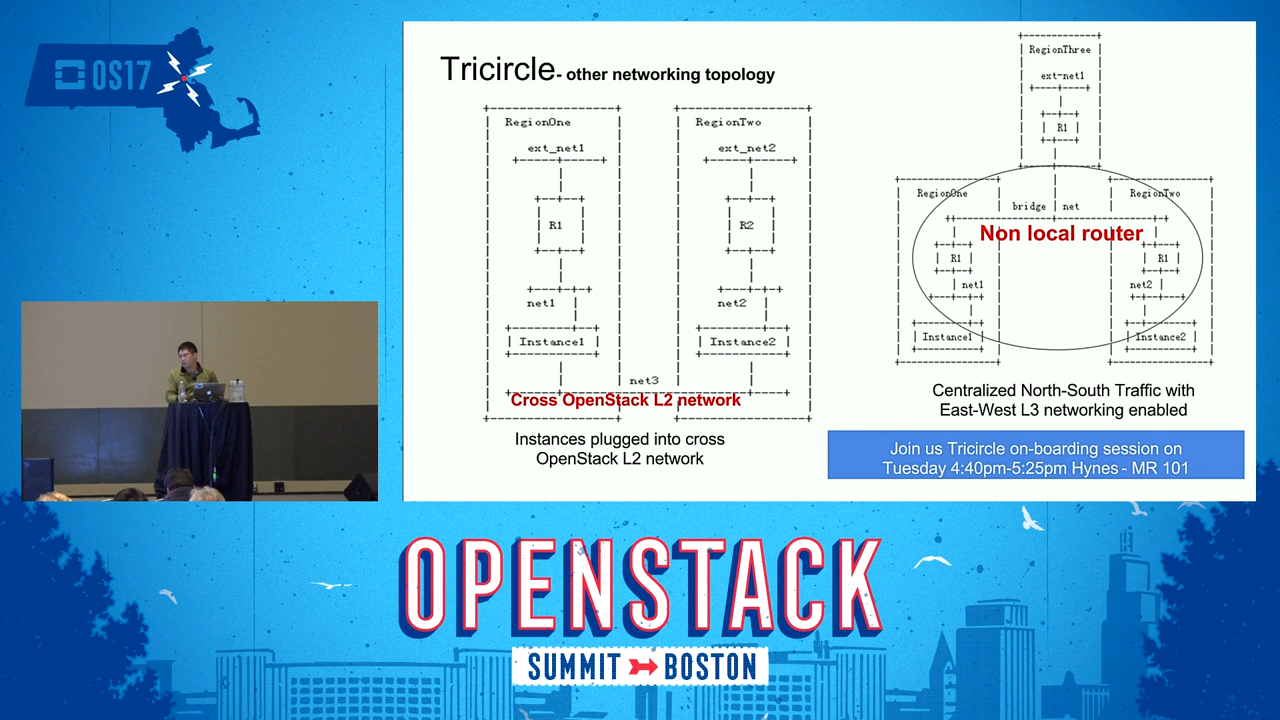 OS17
Tricircle- other networking topology
RegionOne
ext_net1
R1
net1
Instance1
RegionTwo
ext_net2
R2
net2
Instance2
net3
Cross OpenStack L2 network
Instances plugged into cross
OpenStack L2 network
RegionThree
ext-net1
R1
RegionOne
RegionTwo
bridge net
Non local router
R1
net1
Instance1
R1
net2
Instance2
Centralized North-South Traffic with
East-West L3 networking enabled
Join us Tricircle on-boarding session on
Tuesday 4:40pm-5:25pm Hynes - MR 101
OPENSTACK
SUMMIT BOSTON